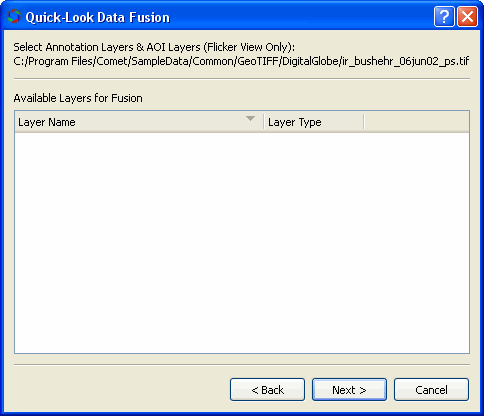 Quick-Look Data Fusion
Select Annotation Layers & AOI Layers (Flicker View Only):
C:/Program Files/Comet/SampleData/Common/GeoTIFF/DigitalGlobe/ir_bushehr_06jun02_ps.tif
Available Layers for Fusion
Layer Name Layer Type
< Back Next > Cancel